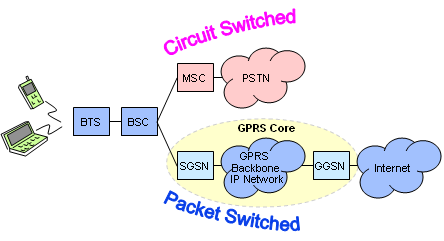 Circuit Switched
MSC
PSTN
BTS
BSC
GPRS Core
SGSN
GPRS
Backbone
IP Network
GGSN
Internet
Packet Switched